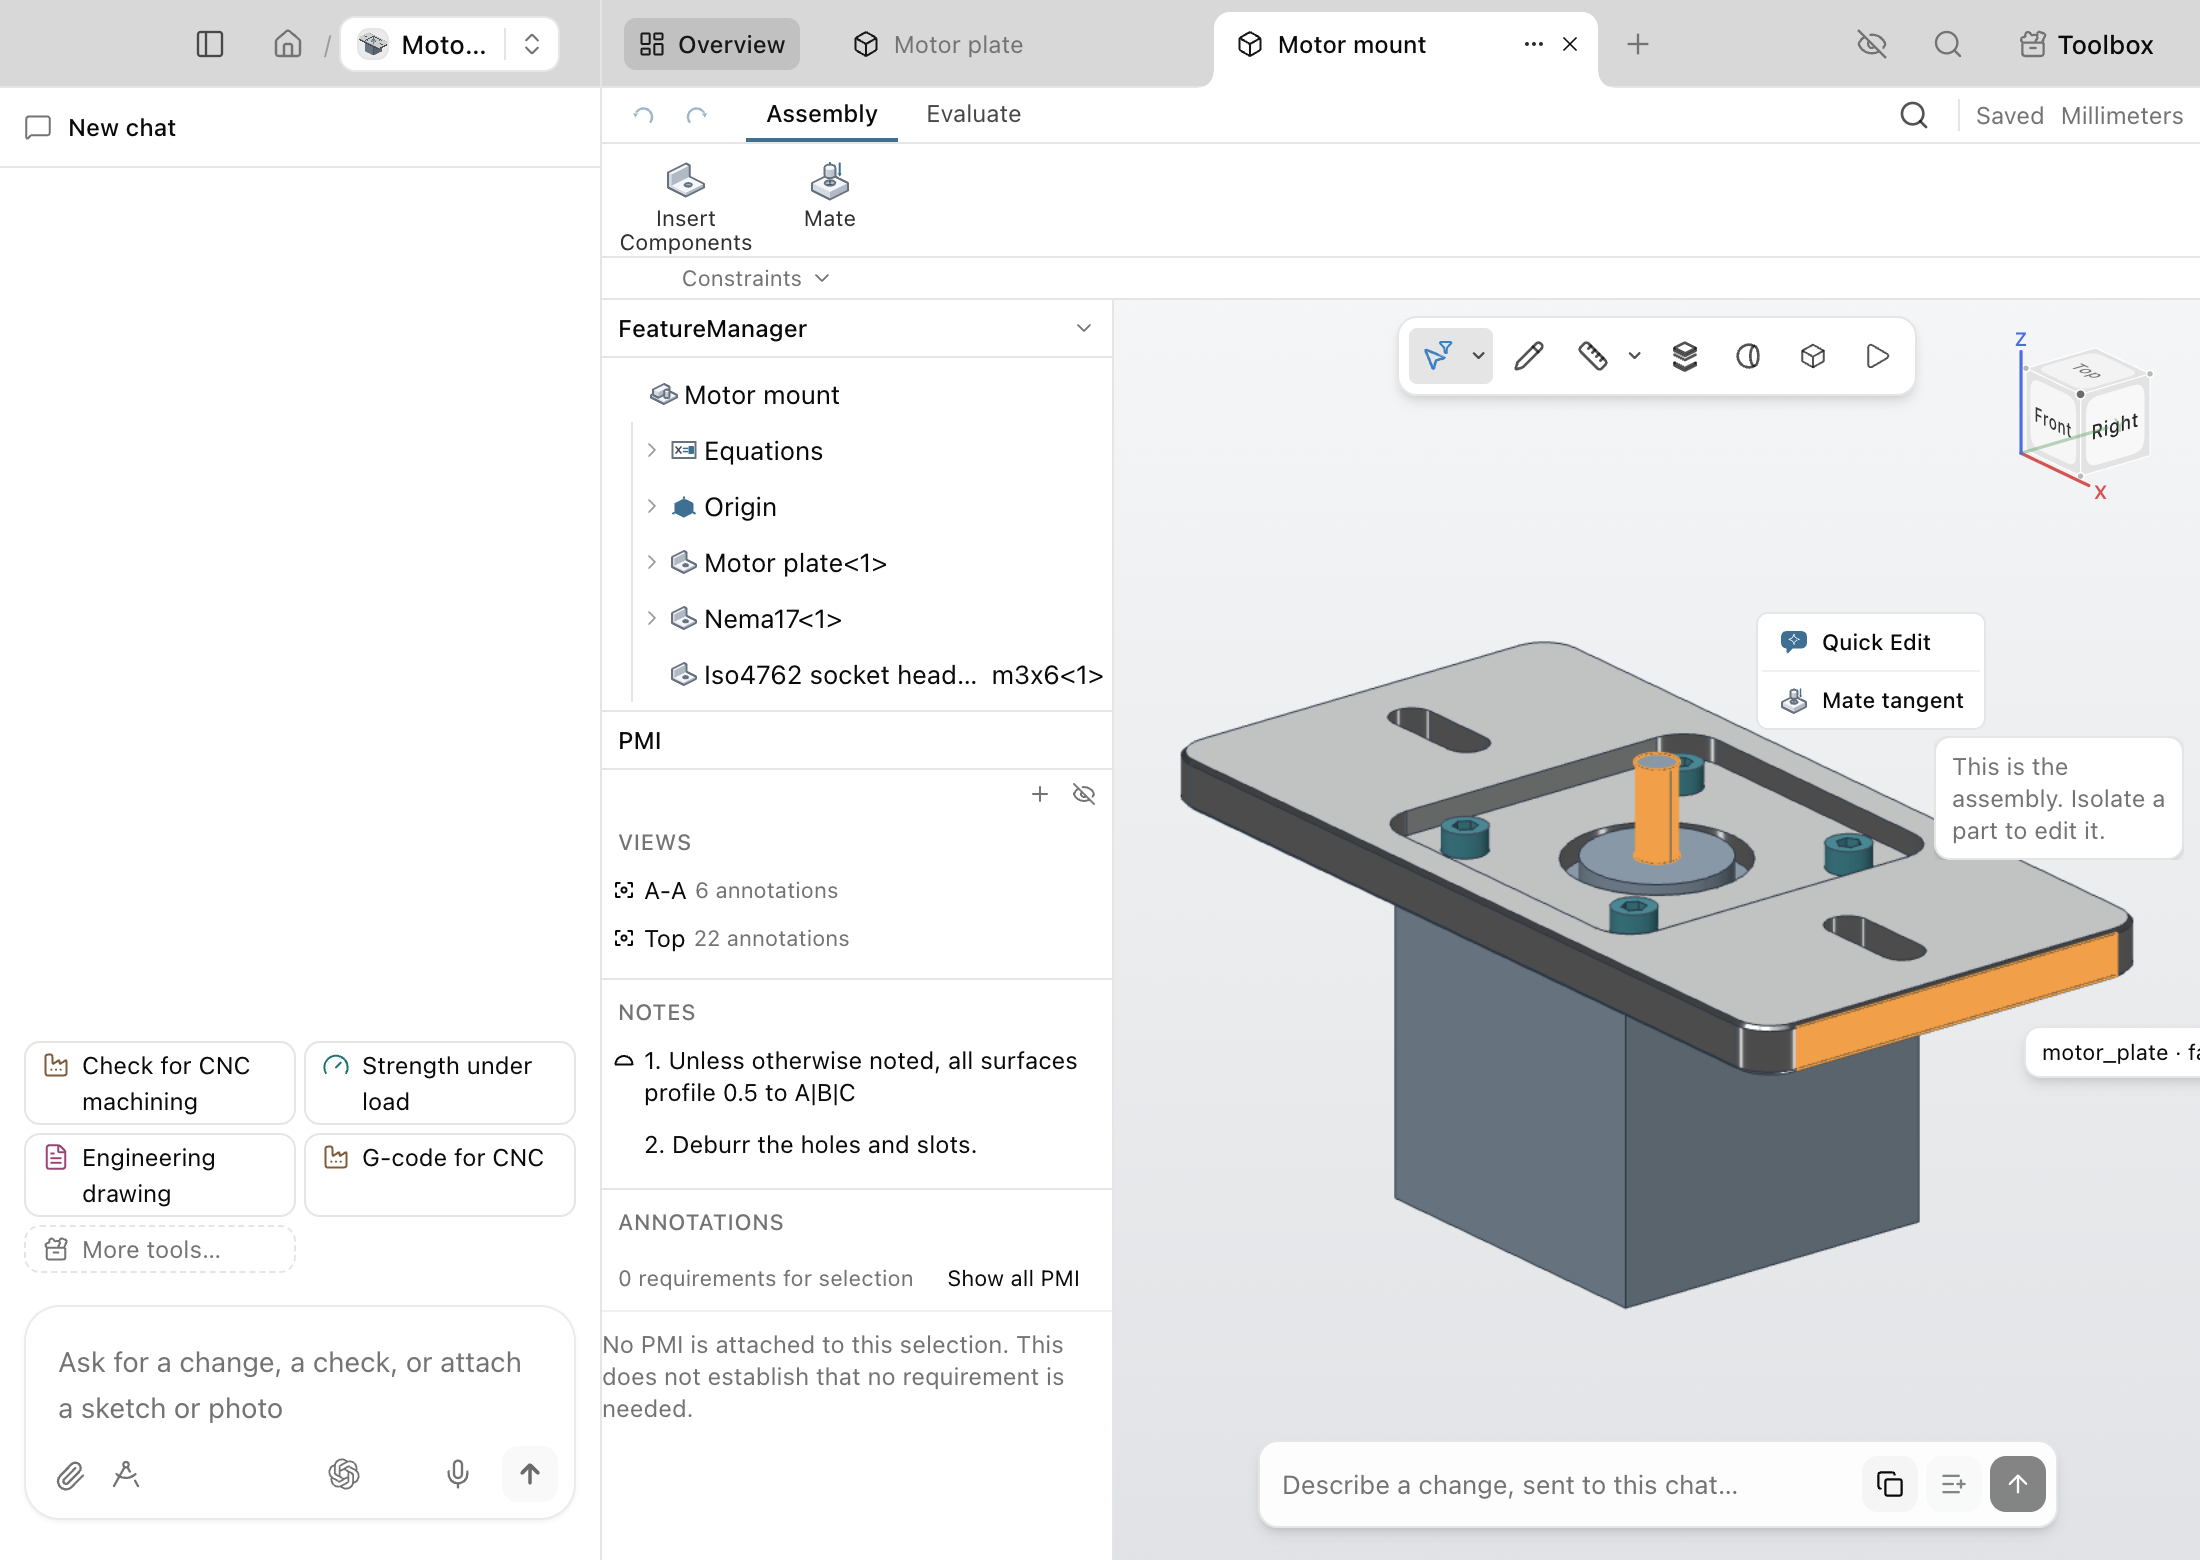 Moto...
Overview
Motor plate
Motor mount
Toolbox
New chat
Assembly
Evaluate
Saved
Millimeters
Insert
Components
Mate
Constraints
FeatureManager
Motor mount
Equations
Origin
Motor plate<1>
Nema17<1>
Iso4762 socket head... m3x6<1>
PMI
VIEWS
A-A 6 annotations
Top 22 annotations
NOTES
1. Unless otherwise noted, all surfaces
profile 0.5 to A|B|C
2. Deburr the holes and slots.
ANNOTATIONS
0 requirements for selection
Show all PMI
No PMI is attached to this selection. This
does not establish that no requirement is
needed.
Z
Top
Front
Right
X
Quick Edit
Mate tangent
This is the
assembly. Isolate a
part to edit it.
motor_plate ·
Describe a change, sent to this chat...
Check for CNC
machining
Strength under
load
Engineering
drawing
G-code for CNC
More tools...
Ask for a change, a check, or attach
a sketch or photo